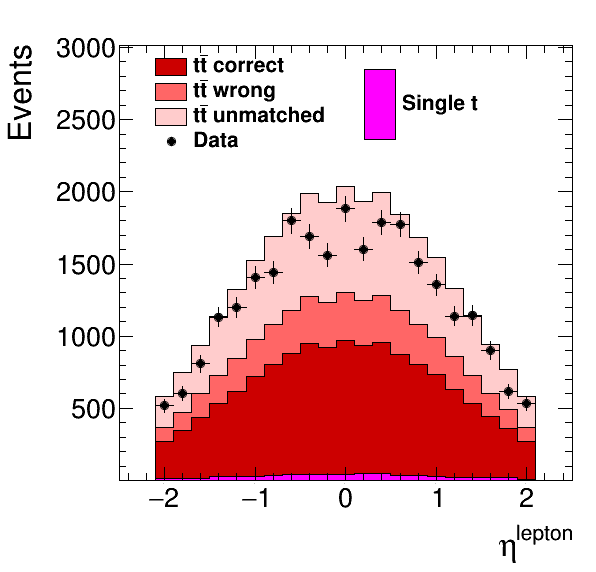 Events
3000
2500
2000
1500
1000
500
tt̄ correct
tt̄ wrong
tt̄ unmatched
Data
Single t
−2 −1 0 1 2
η^lepton